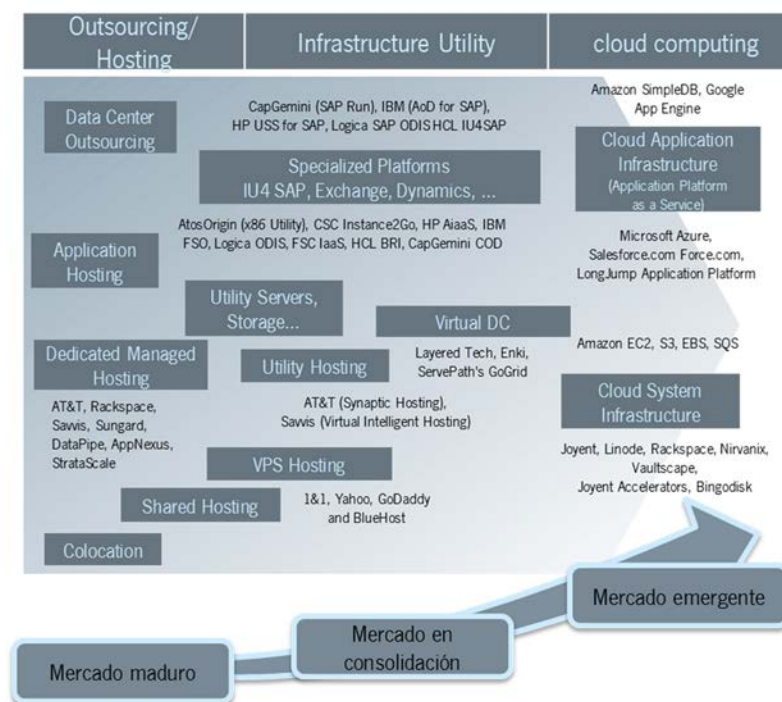 Outsourcing/
Hosting
Infrastructure Utility
cloud computing
Data Center
Outsourcing
CapGemini (SAP Run), IBM (AoD for SAP),
HP USS for SAP, Logica SAP ODIS HCL IU4SAP
Specialized Platforms
IU4 SAP, Exchange, Dynamics, ...
AtosOrigin (x86 Utility), CSC Instance2Go, HP AiaaS, IBM
FSO, Logica ODIS, FSC IaaS, HCL BRI, CapGemini COD
Application
Hosting
Utility Servers,
Storage...
Virtual DC
Layered Tech, Enki,
ServePath's GoGrid
Dedicated Managed
Hosting
AT&T, Rackspace,
Savvis, Sungard,
DataPipe, AppNexus,
StrataScale
Utility Hosting
AT&T (Synaptic Hosting),
Savvis (Virtual Intelligent Hosting)
VPS Hosting
Shared Hosting
1&1, Yahoo, GoDaddy
and BlueHost
Colocation
Amazon SimpleDB, Google
App Engine
Cloud Application
Infrastructure
(Application Platform
as a Service)
Microsoft Azure,
Salesforce.com Force.com,
LongJump Application Platform
Amazon EC2, S3, EBS, SQS
Cloud System
Infrastructure
Joyent, Linode, Rackspace, Nirvanix,
Vaultscape,
Joyent Accelerators, Bingodisk
Mercado maduro
Mercado en
consolidación
Mercado emergente